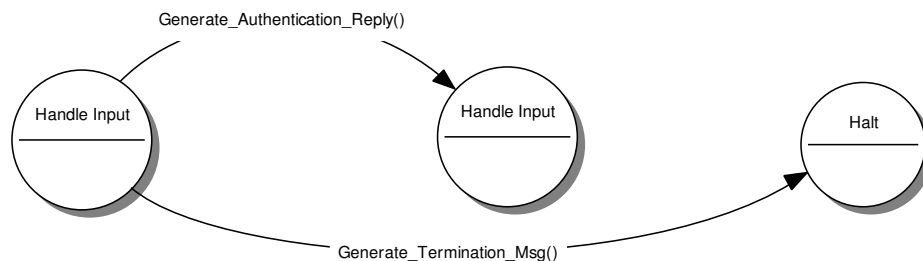 Generate_Authentication_Reply()
Handle Input
Handle Input
Halt
Generate_Termination_Msg()